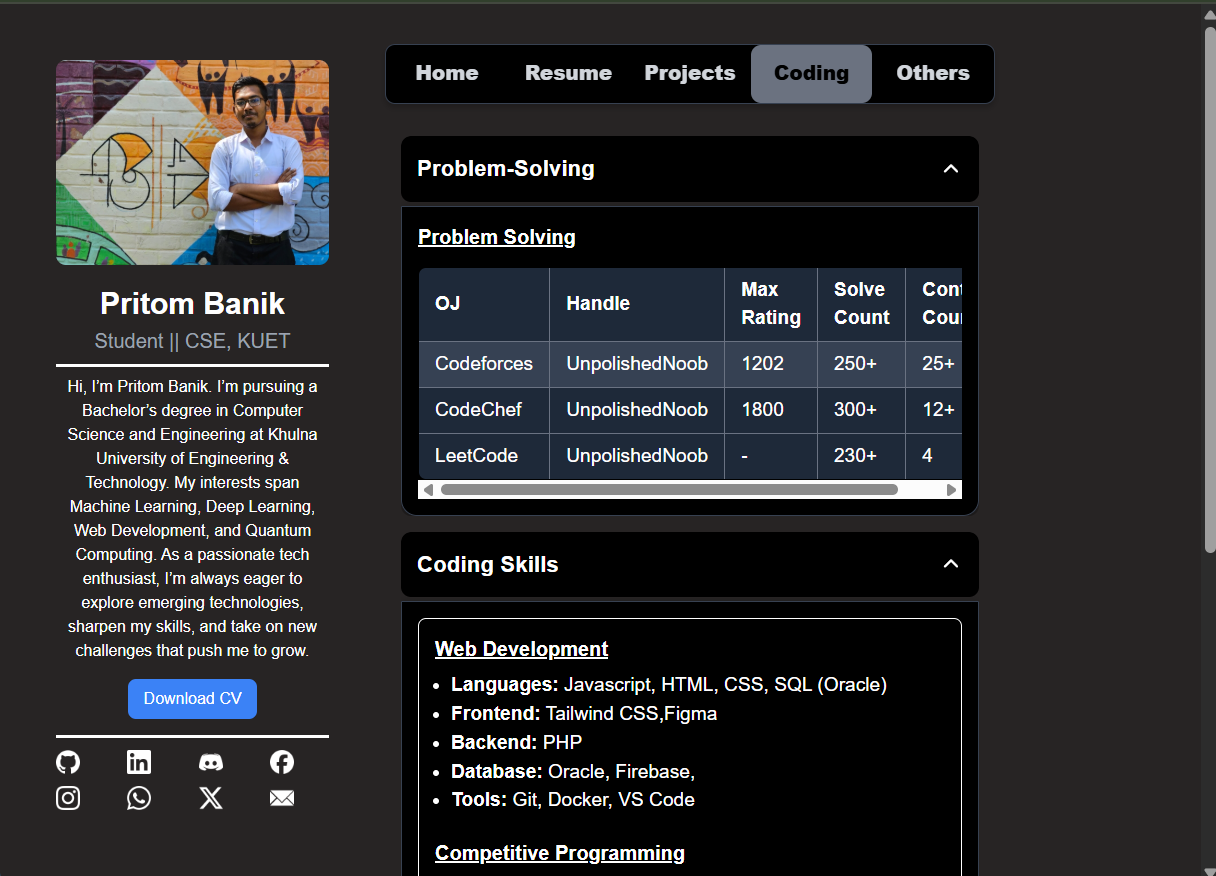 Home Resume Projects Coding Others
Pritom Banik
Student || CSE, KUET
Hi, I’m Pritom Banik. I’m pursuing a
Bachelor’s degree in Computer
Science and Engineering at Khulna
University of Engineering &
Technology. My interests span
Machine Learning, Deep Learning,
Web Development, and Quantum
Computing. As a passionate tech
enthusiast, I’m always eager to
explore emerging technologies,
sharpen my skills, and take on new
challenges that push me to grow.
Download CV
Problem-Solving
Problem Solving
OJ Handle Max Rating Solve Count
Codeforces UnpolishedNoob 1202 250+ 25+
CodeChef UnpolishedNoob 1800 300+ 12+
LeetCode UnpolishedNoob - 230+ 4
Coding Skills
Web Development
Languages: Javascript, HTML, CSS, SQL (Oracle)
Frontend: Tailwind CSS,Figma
Backend: PHP
Database: Oracle, Firebase,
Tools: Git, Docker, VS Code
Competitive Programming